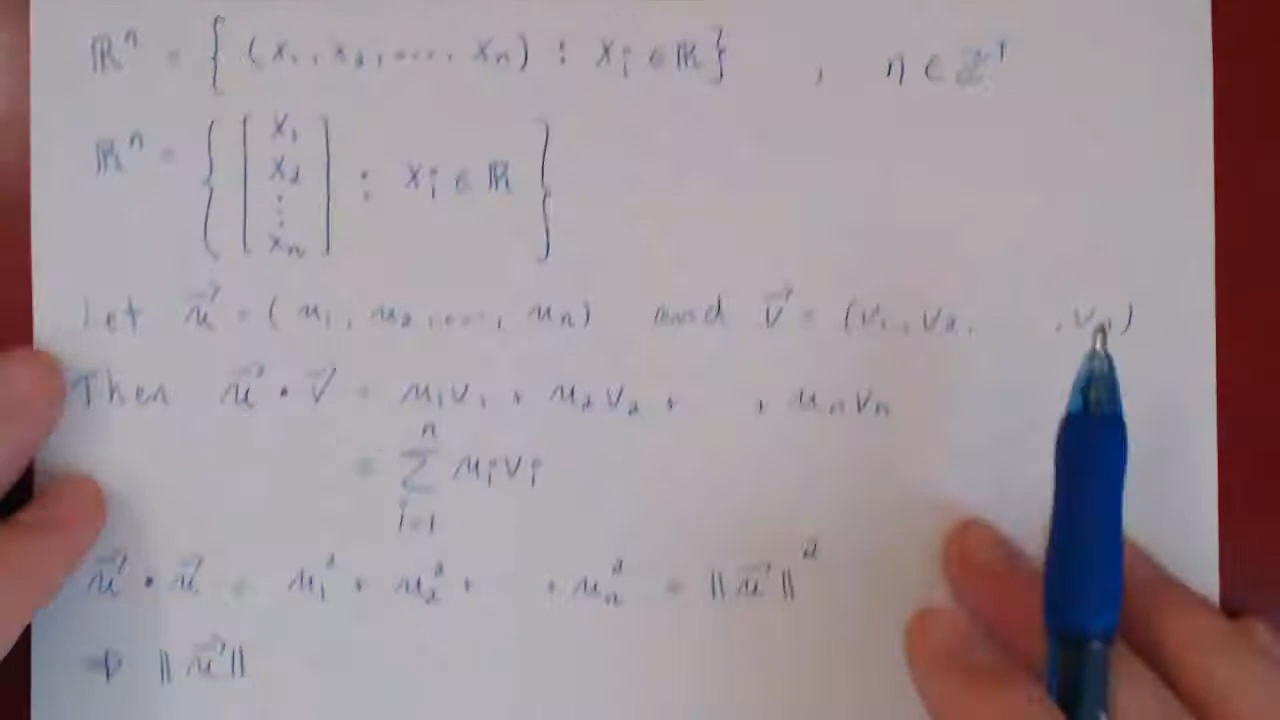 ℝⁿ = { (x₁, x₂, ..., xₙ) : xᵢ ∈ ℝ } , n ∈ ℤ⁺
ℝⁿ = { [ x₁ x₂ ⋮ xₙ ] : xᵢ ∈ ℝ }
Let u⃗ = (u₁, u₂, ..., uₙ) and v⃗ = (v₁, v₂, , vₙ)
Then u⃗ · v⃗ = u₁v₁ + u₂v₂ + + uₙvₙ
= ∑ᵢ₌₁ⁿ uᵢvᵢ
u⃗ · u⃗ = u₁² + u₂² + + uₙ² = ‖u⃗‖²
⇒ ‖u⃗‖